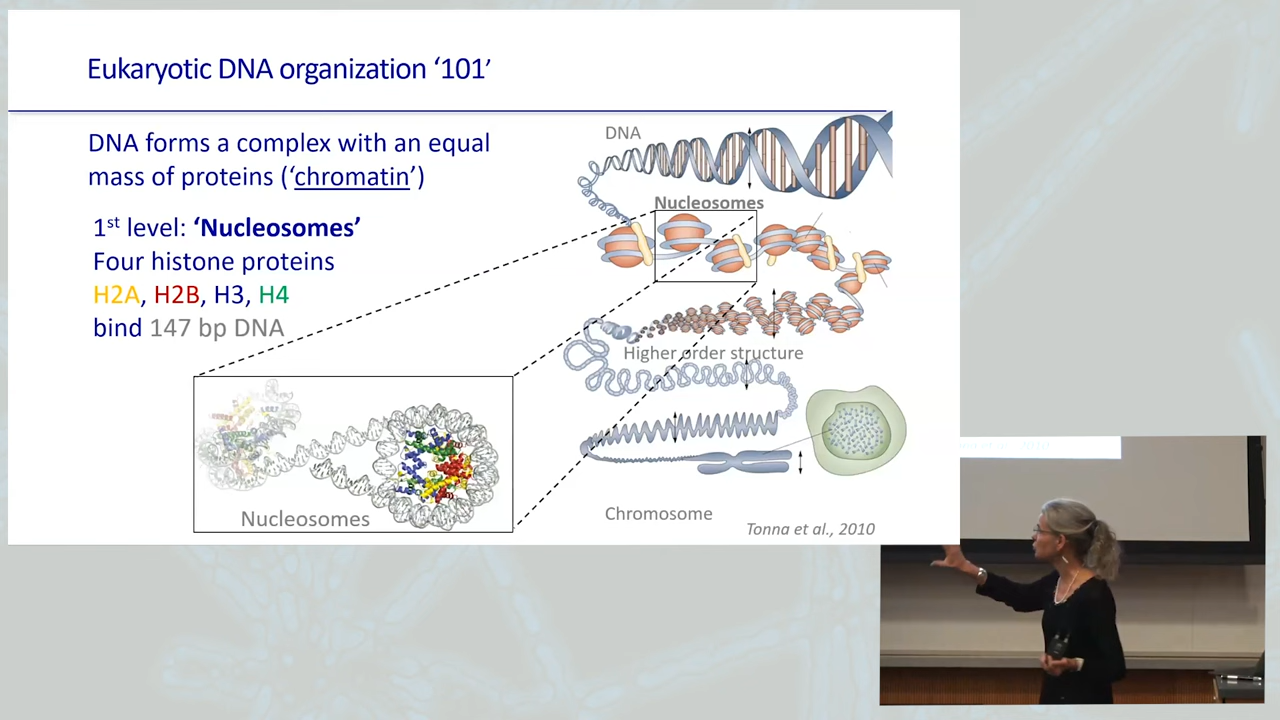 Eukaryotic DNA organization ‘101’
DNA forms a complex with an equal
mass of proteins (‘chromatin’)
1st level: ‘Nucleosomes’
Four histone proteins
H2A, H2B, H3, H4
bind 147 bp DNA
DNA
Nucleosomes
Higher order structure
Chromosome
Nucleosomes
Tonna et al., 2010